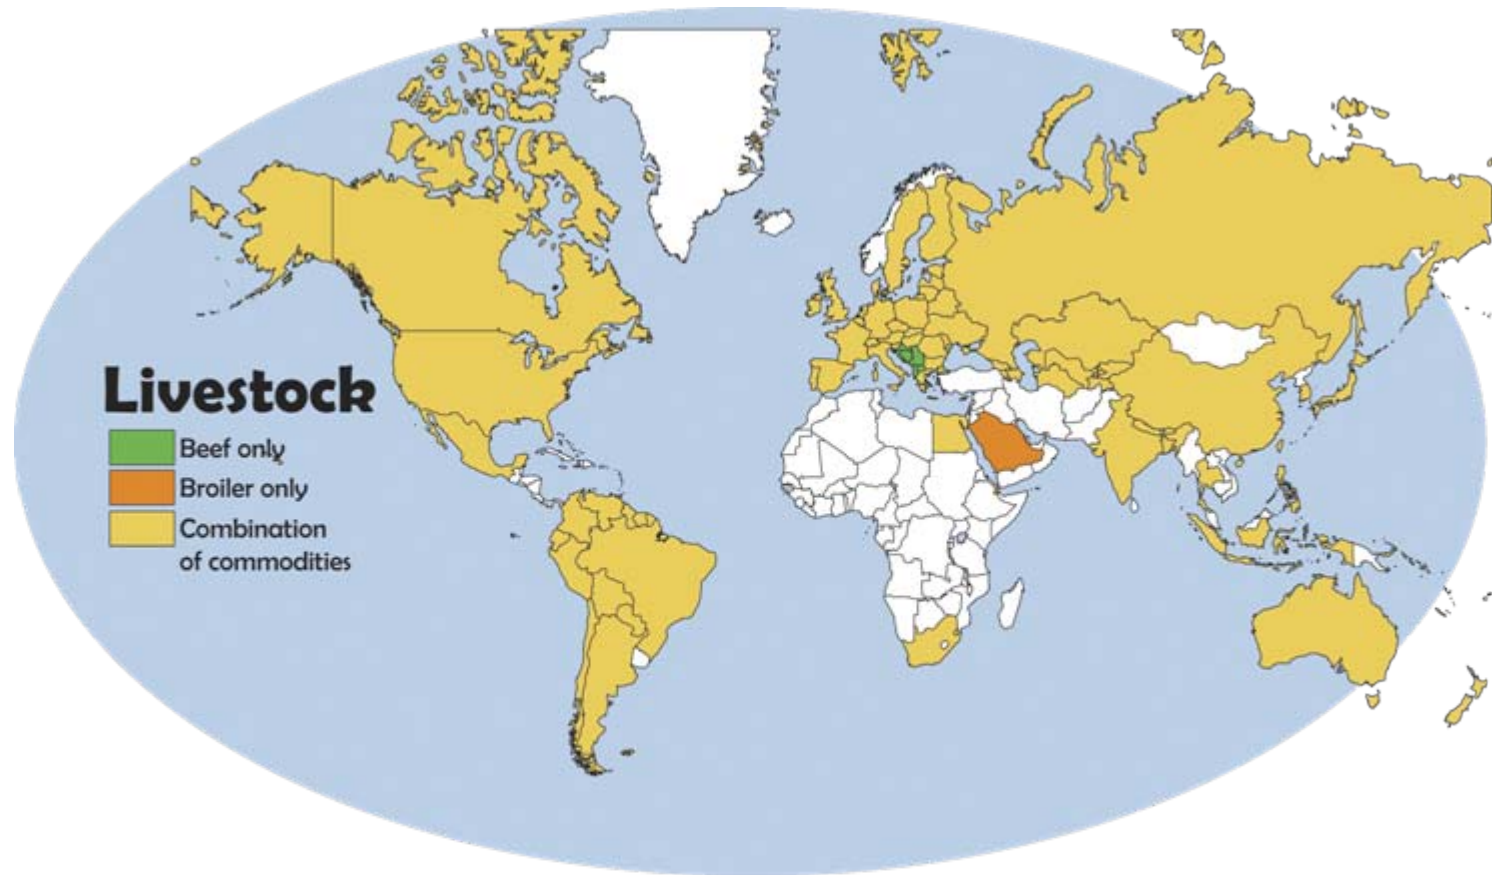 Livestock
Beef only
Broiler only
Combination
of commodities